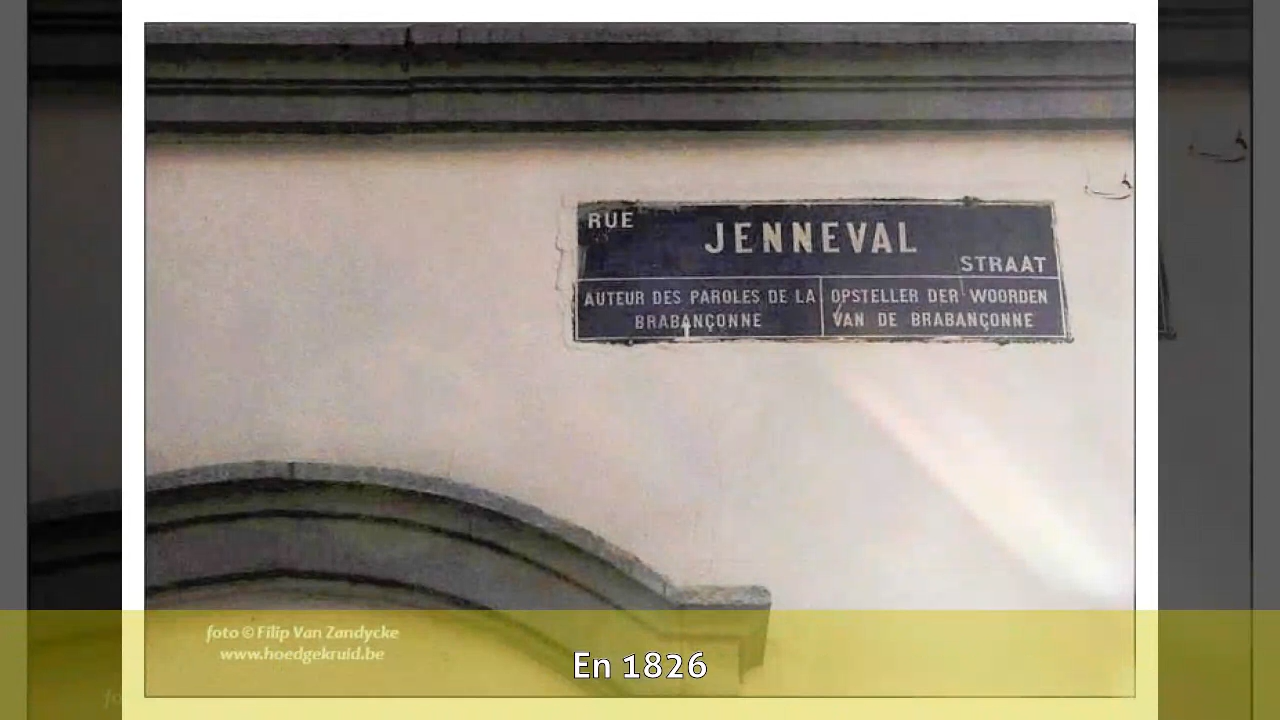 RUE
JENNEVAL
STRAAT
AUTEUR DES PAROLES DE LA
BRABANÇONNE
OPSTELLER DER WOORDEN
VAN DE BRABANÇONNE
foto © Filip Van Zandycke
www.hoedgekruid.be
En 1826